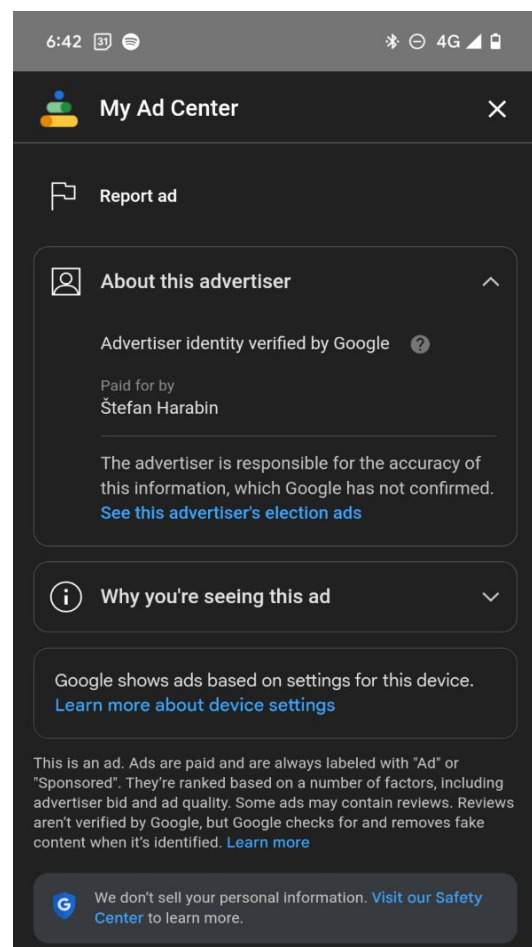 6:42 31 4G
My Ad Center
Report ad
About this advertiser
Advertiser identity verified by Google ?
Paid for by
Štefan Harabin
The advertiser is responsible for the accuracy of
this information, which Google has not confirmed.
See this advertiser's election ads
Why you're seeing this ad
Google shows ads based on settings for this device.
Learn more about device settings
This is an ad. Ads are paid and are always labeled with "Ad" or
"Sponsored". They're ranked based on a number of factors, including
advertiser bid and ad quality. Some ads may contain reviews. Reviews
aren't verified by Google, but Google checks for and removes fake
content when it's identified. Learn more
G We don't sell your personal information. Visit our Safety
Center to learn more.